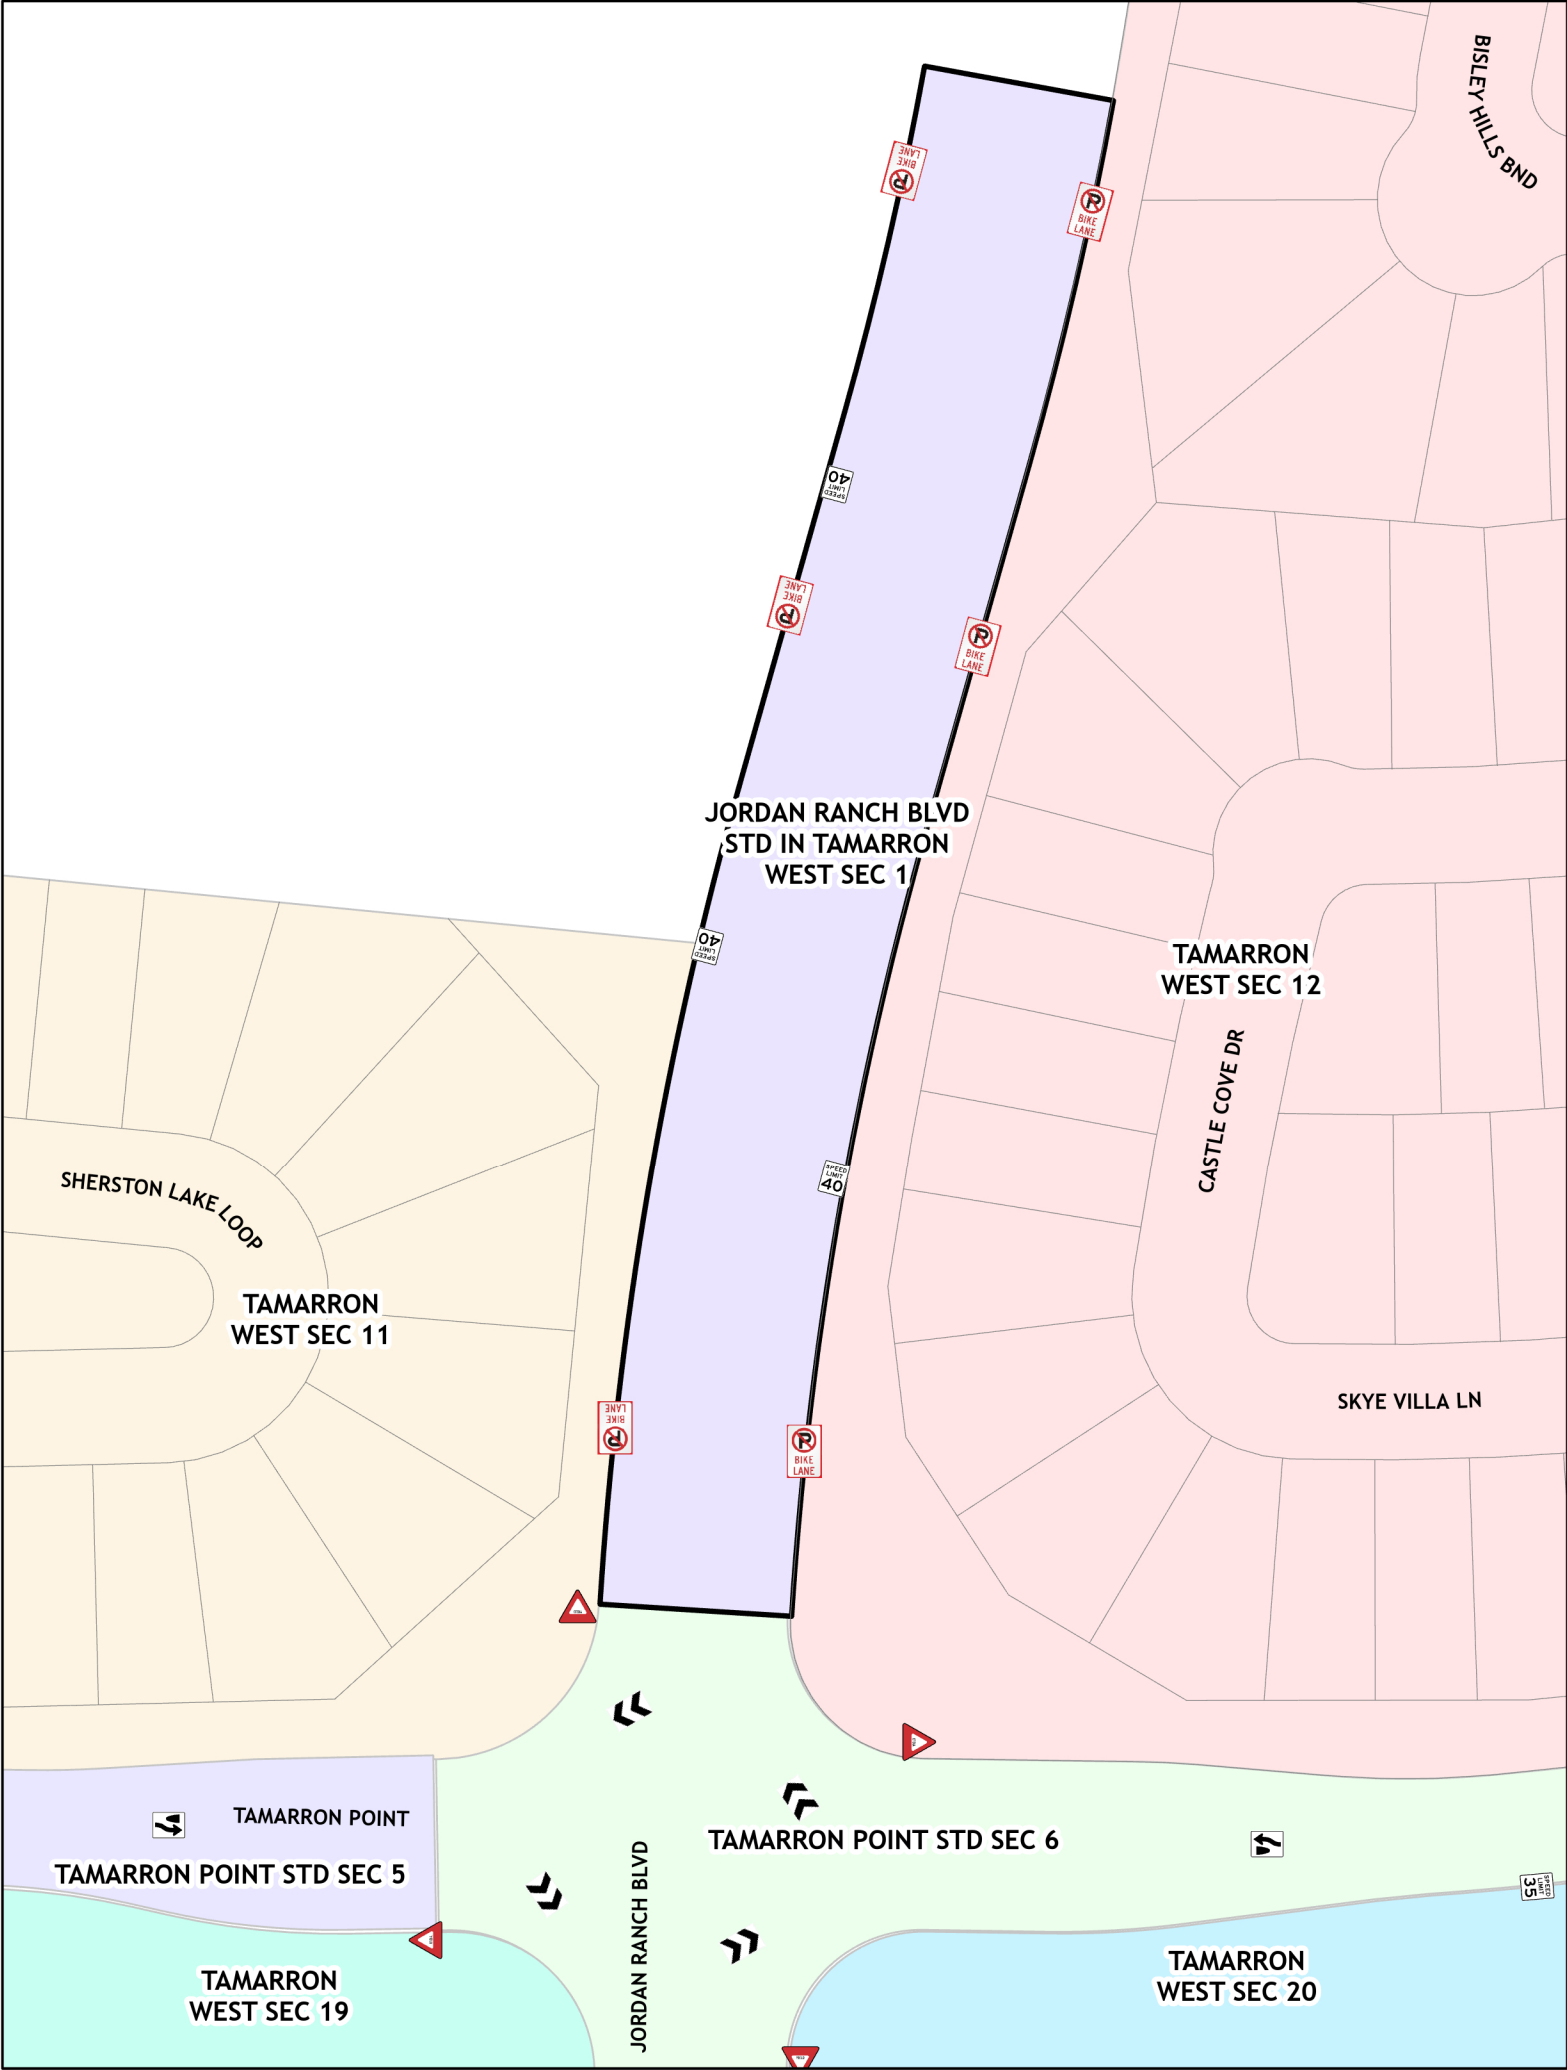 BISLEY HILLS BND
BIKE
LANE
P
P
BIKE
LANE
SPEED
LIMIT
40
BIKE
LANE
P
P
BIKE
LANE
JORDAN RANCH BLVD
STD IN TAMARRON
WEST SEC 1
SPEED
LIMIT
40
TAMARRON
WEST SEC 12
CASTLE COVE DR
SPEED
LIMIT
40
SHERSTON LAKE LOOP
TAMARRON
WEST SEC 11
SKYE VILLA LN
BIKE
LANE
P
P
BIKE
LANE
TAMARRON POINT
TAMARRON POINT STD SEC 5
TAMARRON POINT STD SEC 6
JORDAN RANCH BLVD
SPEED
LIMIT
35
TAMARRON
WEST SEC 19
TAMARRON
WEST SEC 20